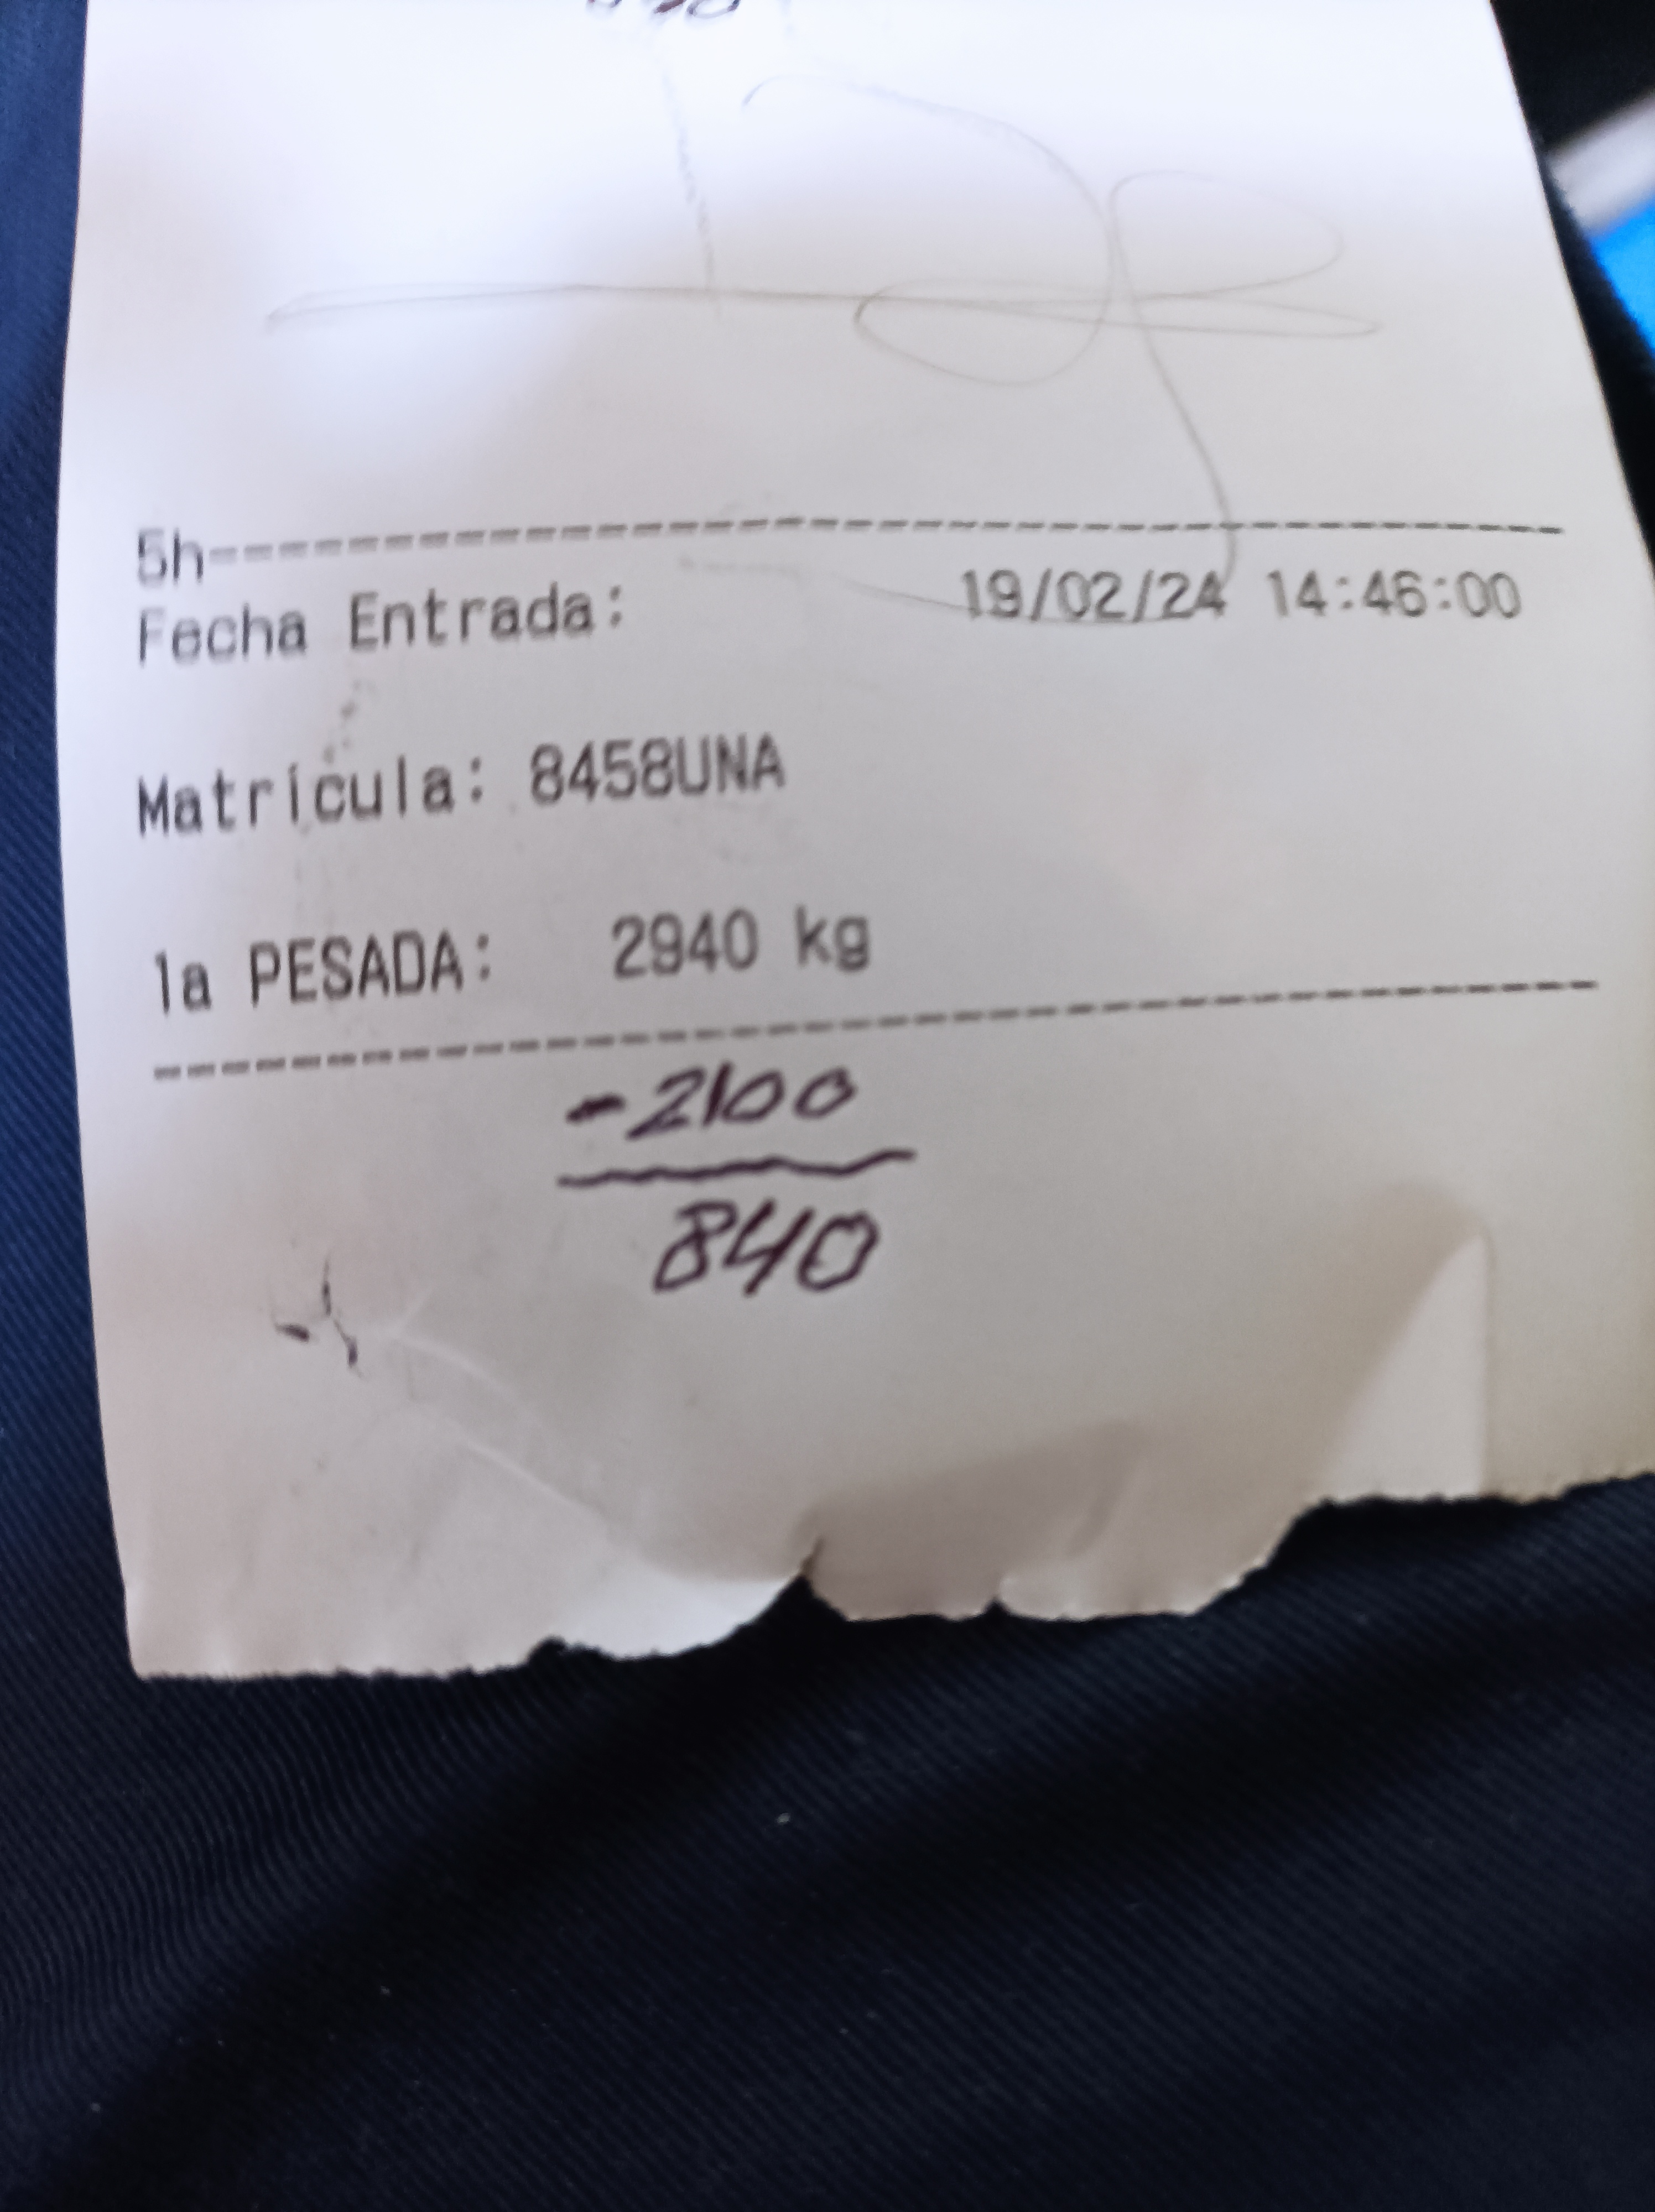 5h----------------------------------------
Fecha Entrada: 19/02/24 14:46:00
Matrícula: 8458UNA
1a PESADA: 2940 kg
------------------------------------------
-2100
840